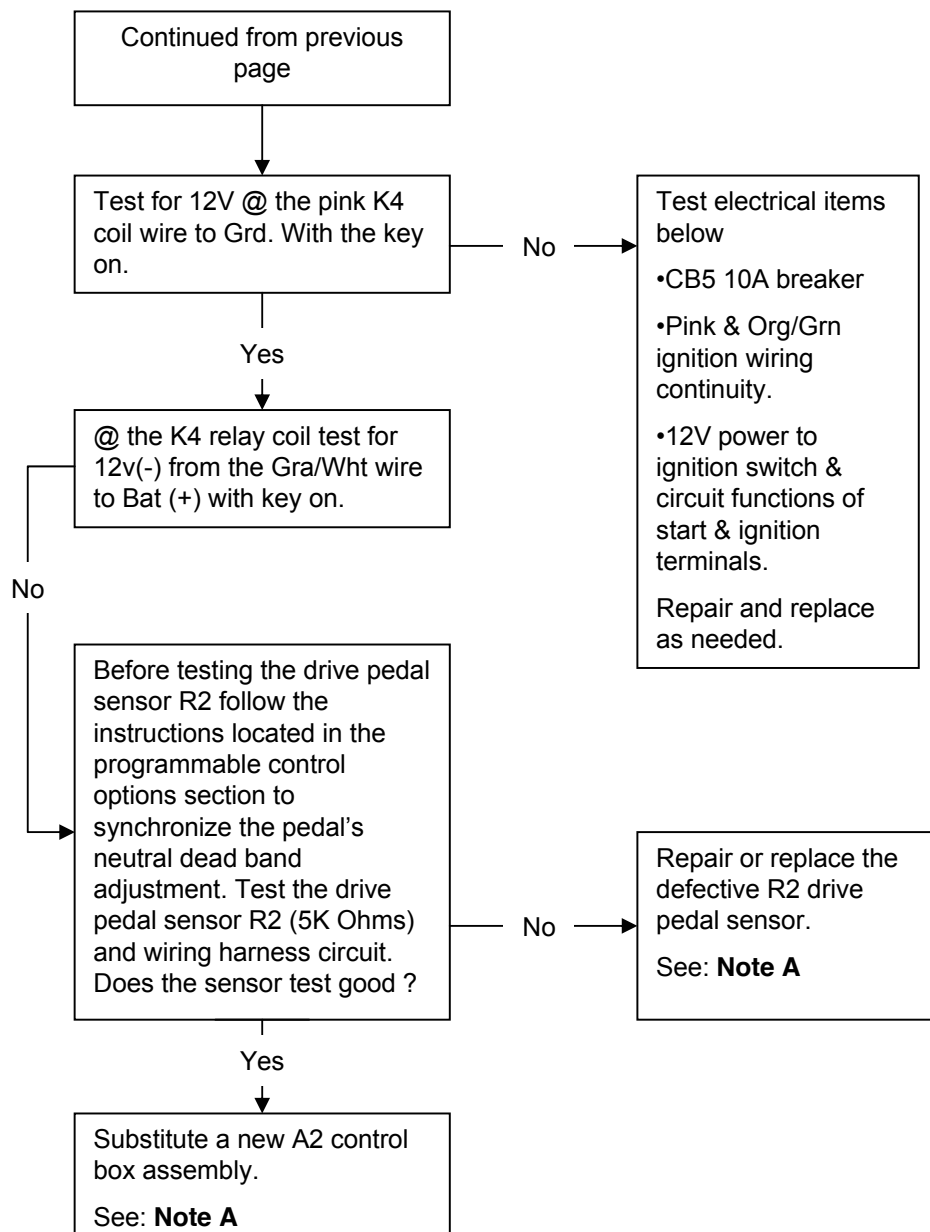 Continued from previous
page
Test for 12V @ the pink K4
coil wire to Grd. With the key
on.
No
Test electrical items
below
•CB5 10A breaker
•Pink & Org/Grn
ignition wiring
continuity.
•12V power to
ignition switch &
circuit functions of
start & ignition
terminals.
Repair and replace
as needed.
Yes
@ the K4 relay coil test for
12v(-) from the Gra/Wht wire
to Bat (+) with key on.
No
Before testing the drive pedal
sensor R2 follow the
instructions located in the
programmable control
options section to
synchronize the pedal’s
neutral dead band
adjustment. Test the drive
pedal sensor R2 (5K Ohms)
and wiring harness circuit.
Does the sensor test good ?
No
Repair or replace the
defective R2 drive
pedal sensor.
See: Note A
Yes
Substitute a new A2 control
box assembly.
See: Note A